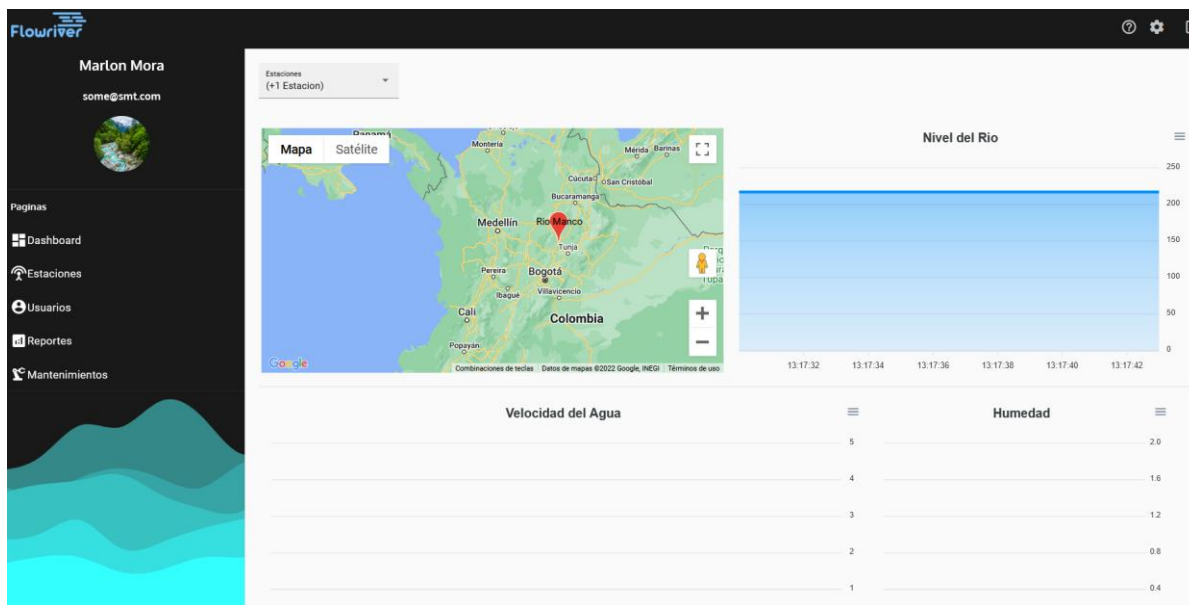 Flowriver
Marlon Mora
some@smt.com
Paginas
Dashboard
Estaciones
Usuarios
Reportes
Mantenimientos
Estaciones
(+1 Estacion)
Mapa
Satélite
Panamá
Montería
Mérida
Barinas
Cúcuta
San Cristóbal
Bucaramanga
Medellín
Rio Manco
Tunja
Pereira
Bogotá
Ibagué
Villavicencio
Cali
Colombia
Popayán
Google
Combinaciones de teclas
Datos de mapas ©2022 Google, INEGI
Términos de uso
Nivel del Rio
250
200
150
100
50
0
13:17:32
13:17:34
13:17:36
13:17:38
13:17:40
13:17:42
Velocidad del Agua
5
4
3
2
1
Humedad
2.0
1.6
1.2
0.8
0.4